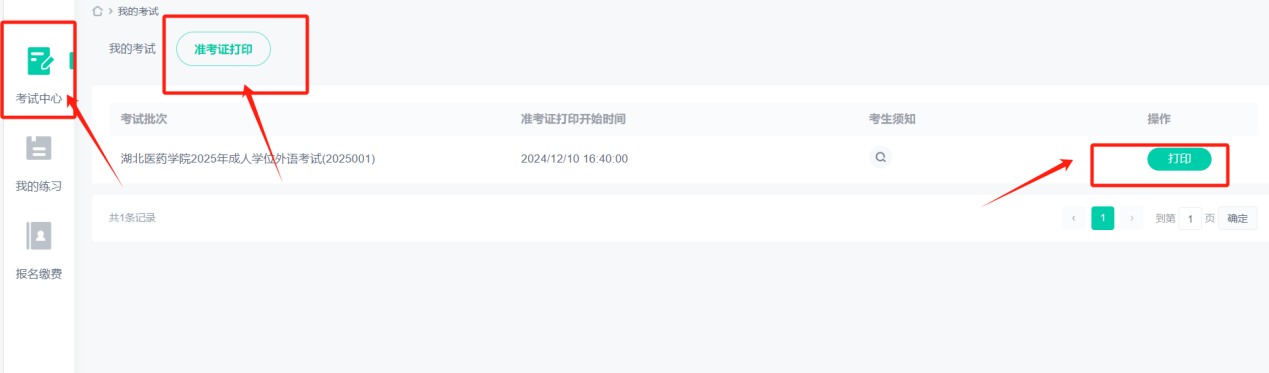 > 我的考试
我的考试 准考证打印
考试中心
考试批次 准考证打印开始时间 考生须知 操作
湖北医药学院2025年成人学位外语考试(2025001) 2024/12/10 16:40:00 打印
我的练习
共1条记录 ‹ 1 › 到第 1 页 确定
报名缴费